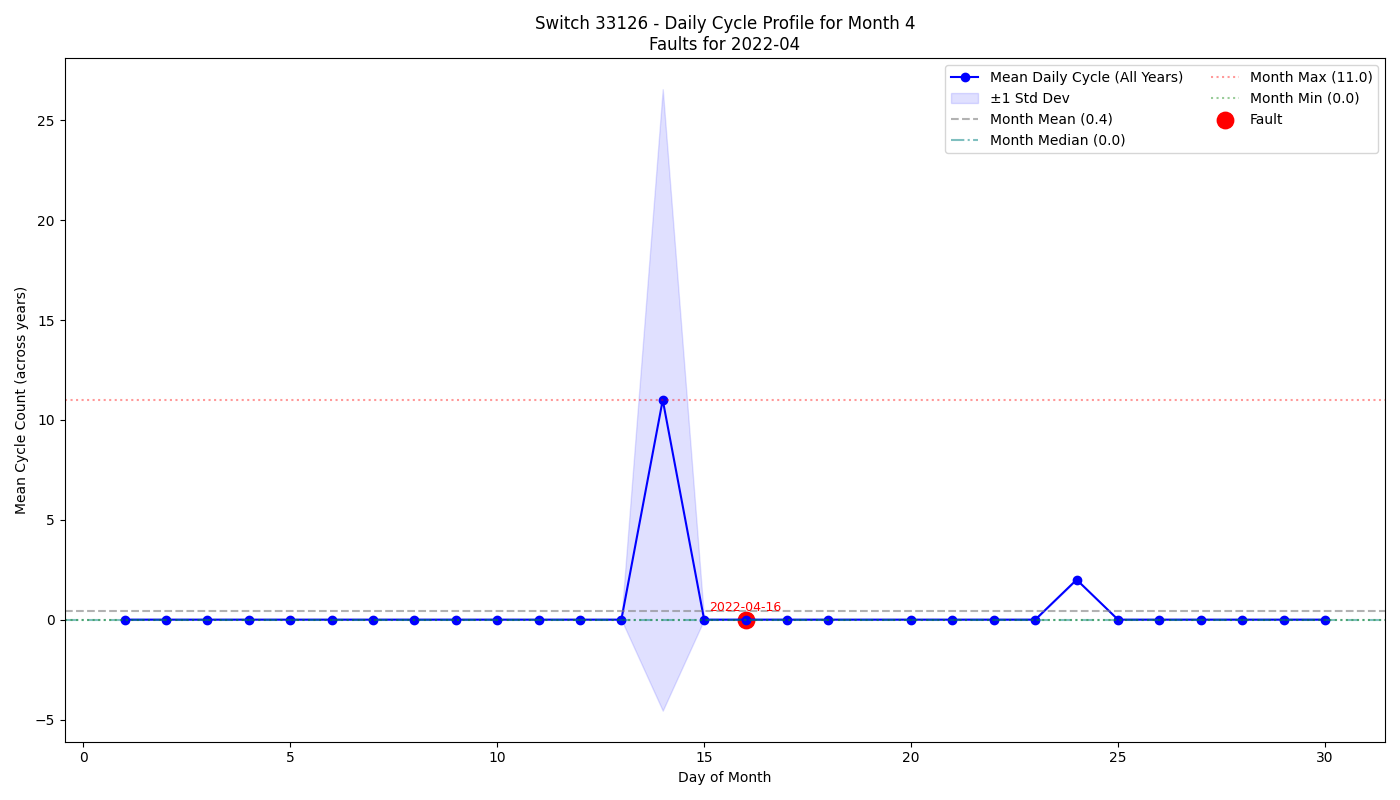 Switch 33126 - Daily Cycle Profile for Month 4
Faults for 2022-04
Mean Daily Cycle (All Years)
±1 Std Dev
Month Mean (0.4)
Month Median (0.0)
Month Max (11.0)
Month Min (0.0)
Fault
Mean Cycle Count (across years)
25
20
15
10
5
0
−5
2022-04-16
0 5 10 15 20 25 30
Day of Month